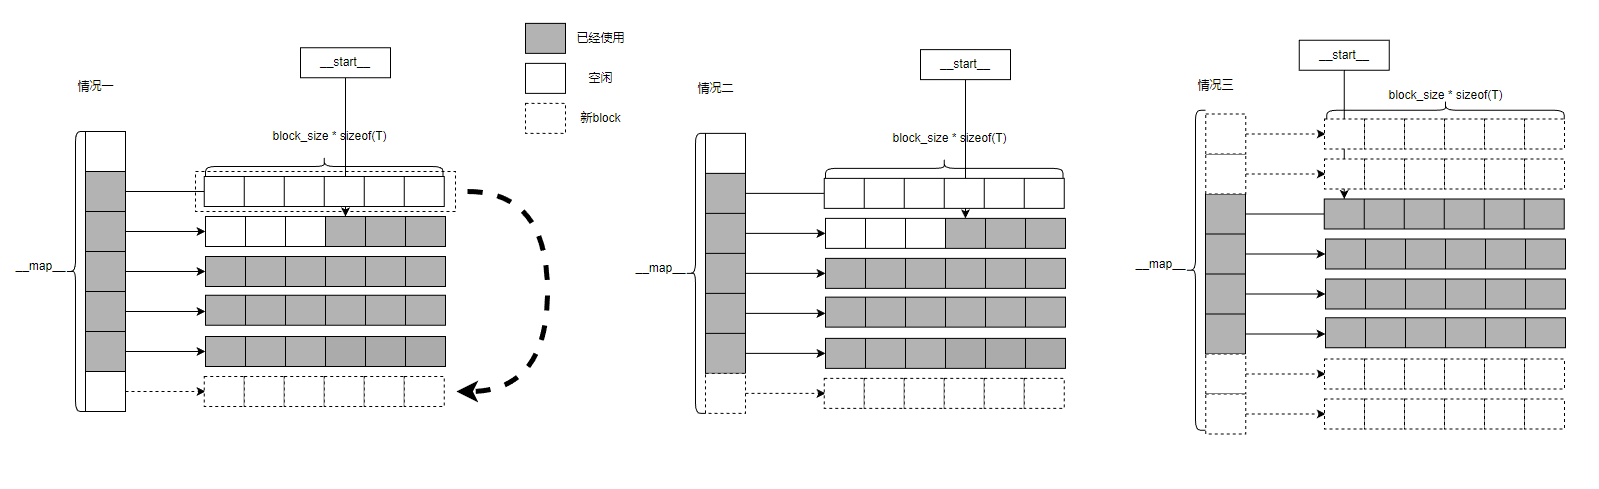 已经使用
空闲
新block
情况一
__start__
block_size * sizeof(T)
__map__
情况二
__start__
block_size * sizeof(T)
__map__
情况三
__start__
block_size * sizeof(T)
__map__